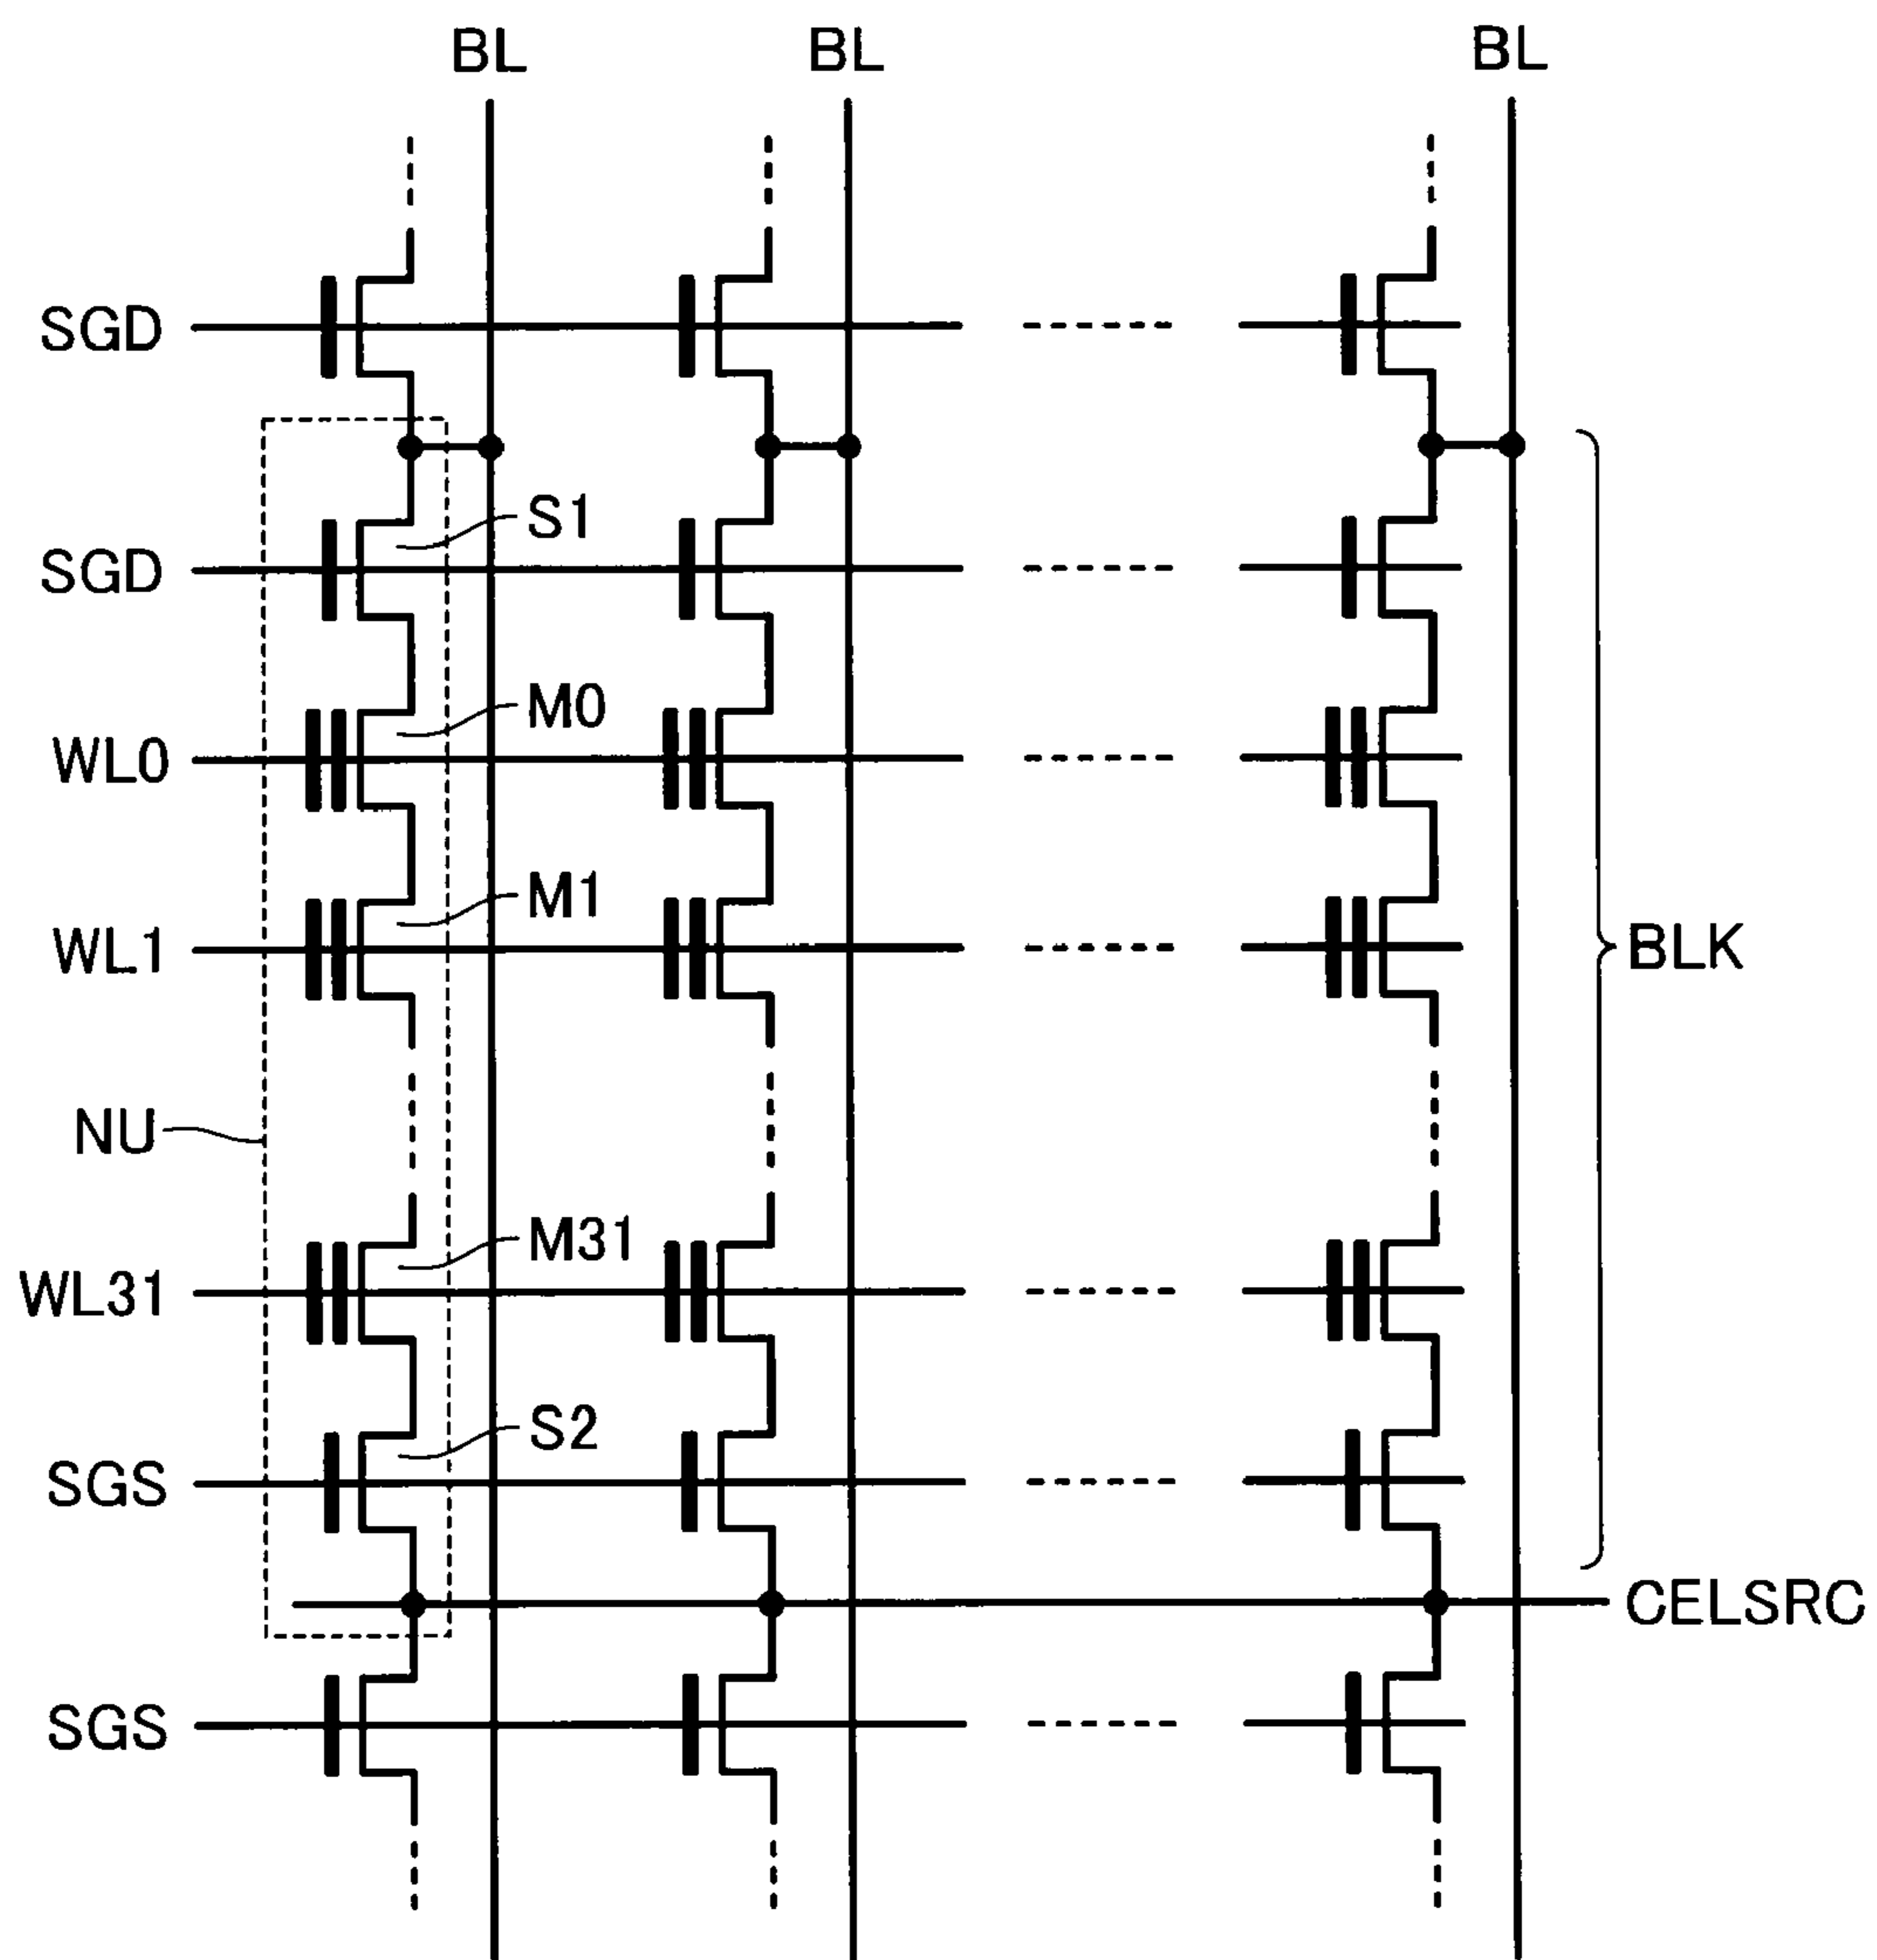 BL BL BL
SGD
S1
SGD
M0
WL0
M1
WL1
BLK
NU
M31
WL31
S2
SGS
CELSRC
SGS